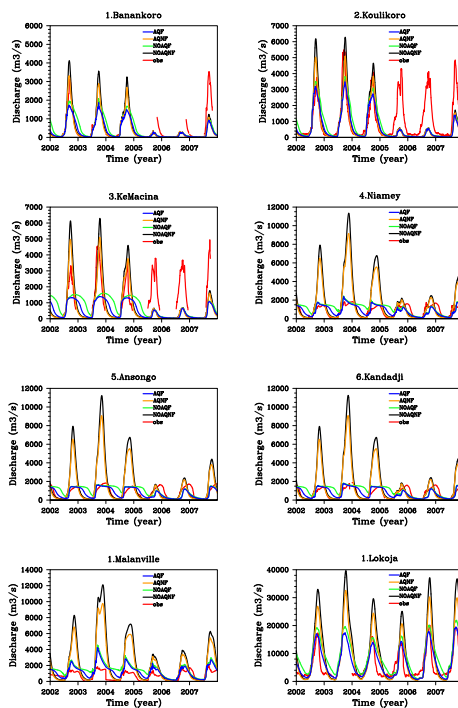 1.Banankoro
6000
5000
4000
3000
2000
1000
0
Discharge (m3/s)
AQF
AQNF
NOAQF
NOAQNF
obs
2002 2003 2004 2005 2006 2007
Time (year)
2.Koulikoro
7000
6000
5000
4000
3000
2000
1000
0
Discharge (m3/s)
AQF
AQNF
NOAQF
NOAQNF
obs
2002 2003 2004 2005 2006 2007
Time (year)
3.KeMacina
7000
6000
5000
4000
3000
2000
1000
0
Discharge (m3/s)
AQF
AQNF
NOAQF
NOAQNF
obs
2002 2003 2004 2005 2006 2007
Time (year)
4.Niamey
12000
10000
8000
6000
4000
2000
0
Discharge (m3/s)
AQF
AQNF
NOAQF
NOAQNF
obs
2002 2003 2004 2005 2006 2007
Time (year)
5.Ansongo
12000
10000
8000
6000
4000
2000
0
Discharge (m3/s)
AQF
AQNF
NOAQF
NOAQNF
obs
2002 2003 2004 2005 2006 2007
Time (year)
6.Kandadji
12000
10000
8000
6000
4000
2000
0
Discharge (m3/s)
AQF
AQNF
NOAQF
NOAQNF
obs
2002 2003 2004 2005 2006 2007
Time (year)
1.Malanville
14000
12000
10000
8000
6000
4000
2000
0
Discharge (m3/s)
AQF
AQNF
NOAQF
NOAQNF
obs
2002 2003 2004 2005 2006 2007
Time (year)
1.Lokoja
40000
30000
20000
10000
0
Discharge (m3/s)
AQF
AQNF
NOAQF
NOAQNF
obs
2002 2003 2004 2005 2006 2007
Time (year)